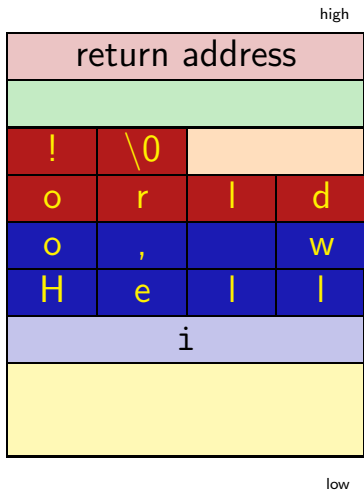 high
return address
! \0
o r l d
o , w
H e l l
i
low